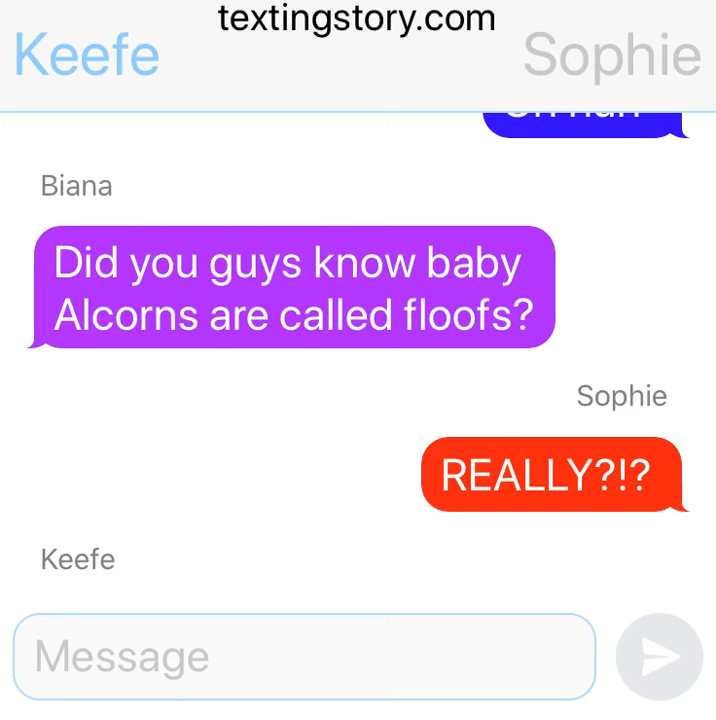 textingstory.com
Keefe Sophie
Biana
Did you guys know baby
Alcorns are called floofs?
Sophie
REALLY?!?
Keefe
Message